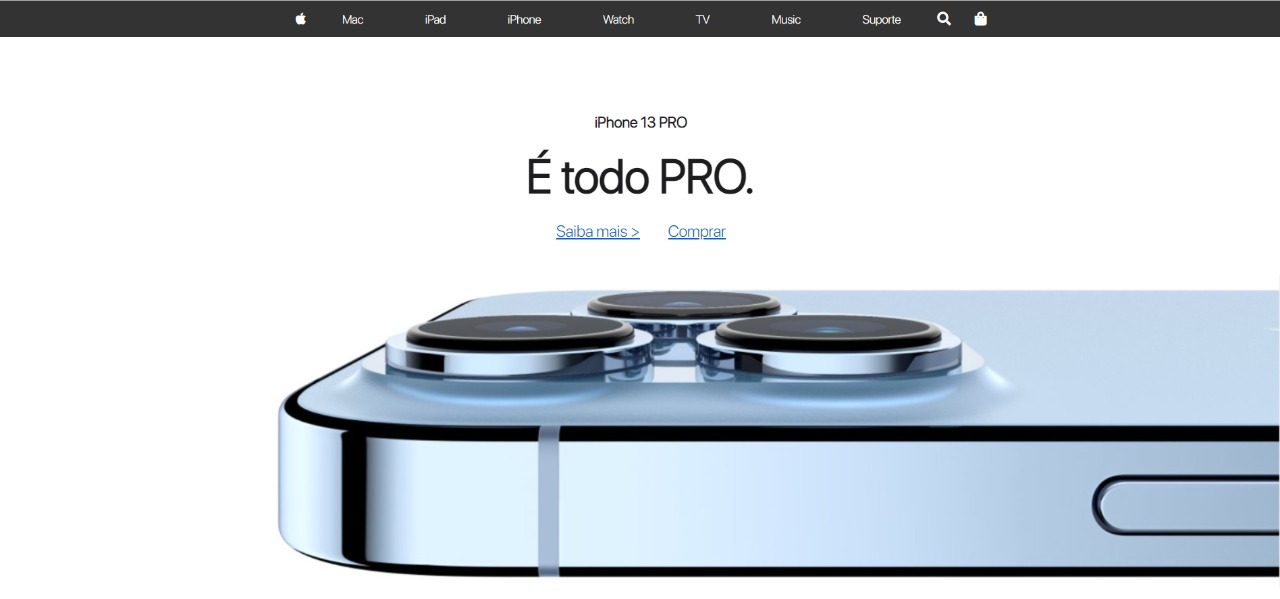 Mac iPad iPhone Watch TV Music Suporte
iPhone 13 PRO
É todo PRO.
Saiba mais > Comprar